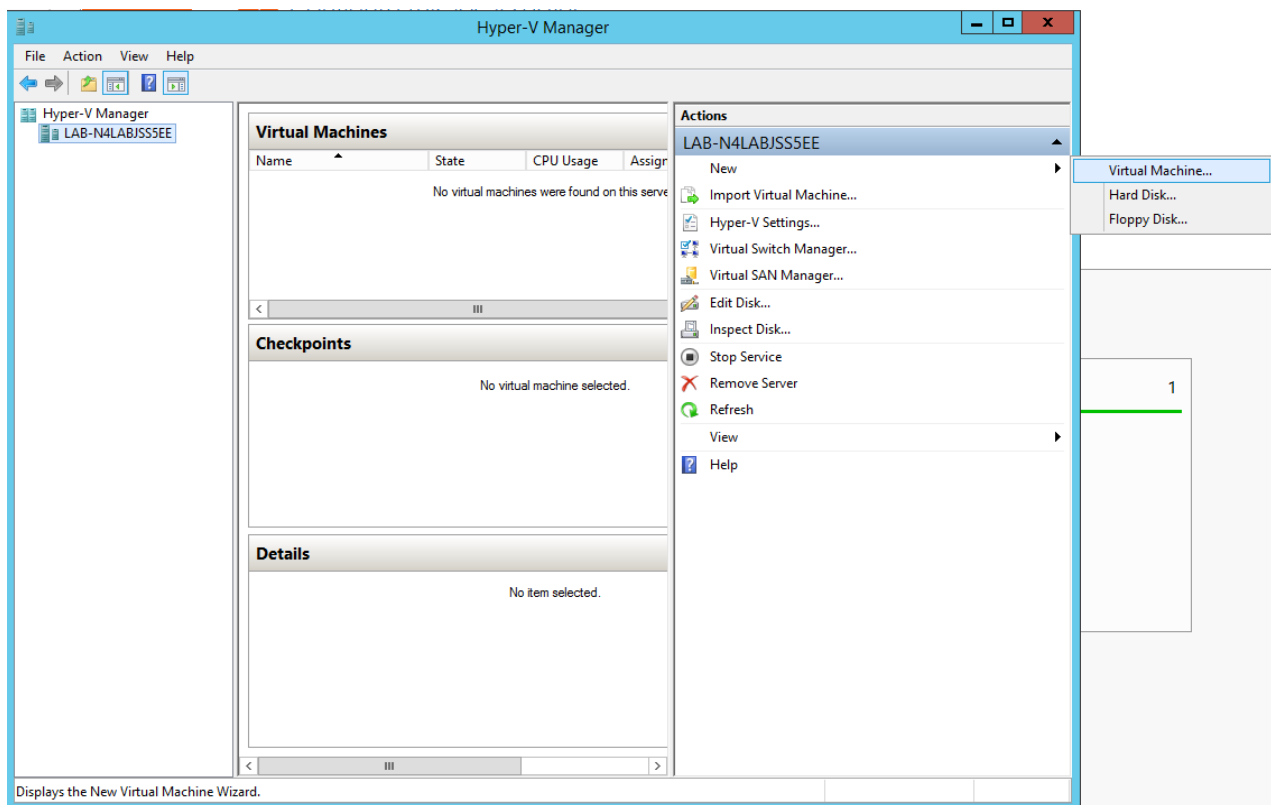 Hyper-V Manager
File Action View Help
Hyper-V Manager
LAB-N4LABJSS5EE
Virtual Machines
Name State CPU Usage Assign
No virtual machines were found on this serve
Checkpoints
No virtual machine selected.
Details
No item selected.
Actions
LAB-N4LABJSS5EE
New
Import Virtual Machine...
Hyper-V Settings...
Virtual Switch Manager...
Virtual SAN Manager...
Edit Disk...
Inspect Disk...
Stop Service
Remove Server
Refresh
View
Help
Virtual Machine...
Hard Disk...
Floppy Disk...
1
Displays the New Virtual Machine Wizard.